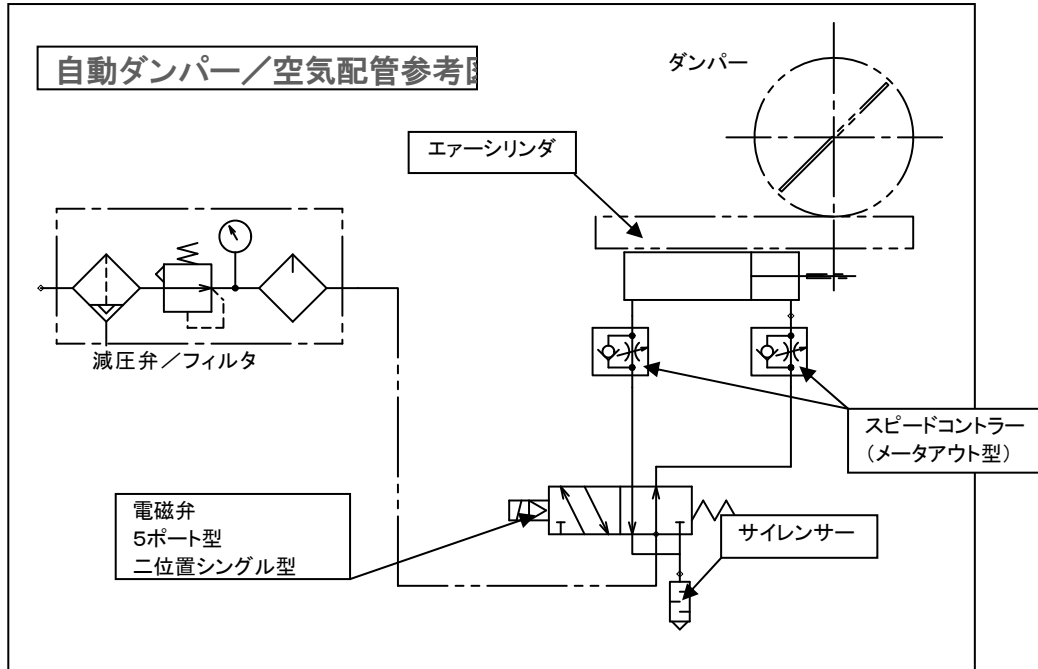 自動ダンパー／空気配管参考図
ダンパー
エアーシリンダ
減圧弁／フィルタ
スピードコントラー
（メータアウト型）
電磁弁
5ポート型
二位置シングル型
サイレンサー